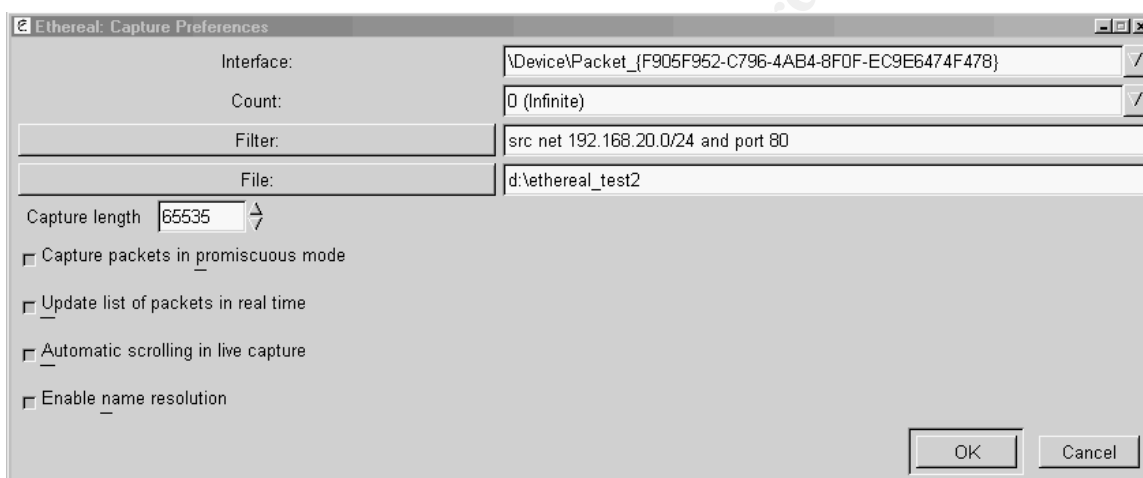 Ethereal: Capture Preferences
Interface: \Device\Packet_{F905F952-C796-4AB4-8F0F-EC9E6474F478}
Count: 0 (Infinite)
Filter: src net 192.168.20.0/24 and port 80
File: d:\ethereal_test2
Capture length 65535
Capture packets in promiscuous mode
Update list of packets in real time
Automatic scrolling in live capture
Enable name resolution
OK Cancel